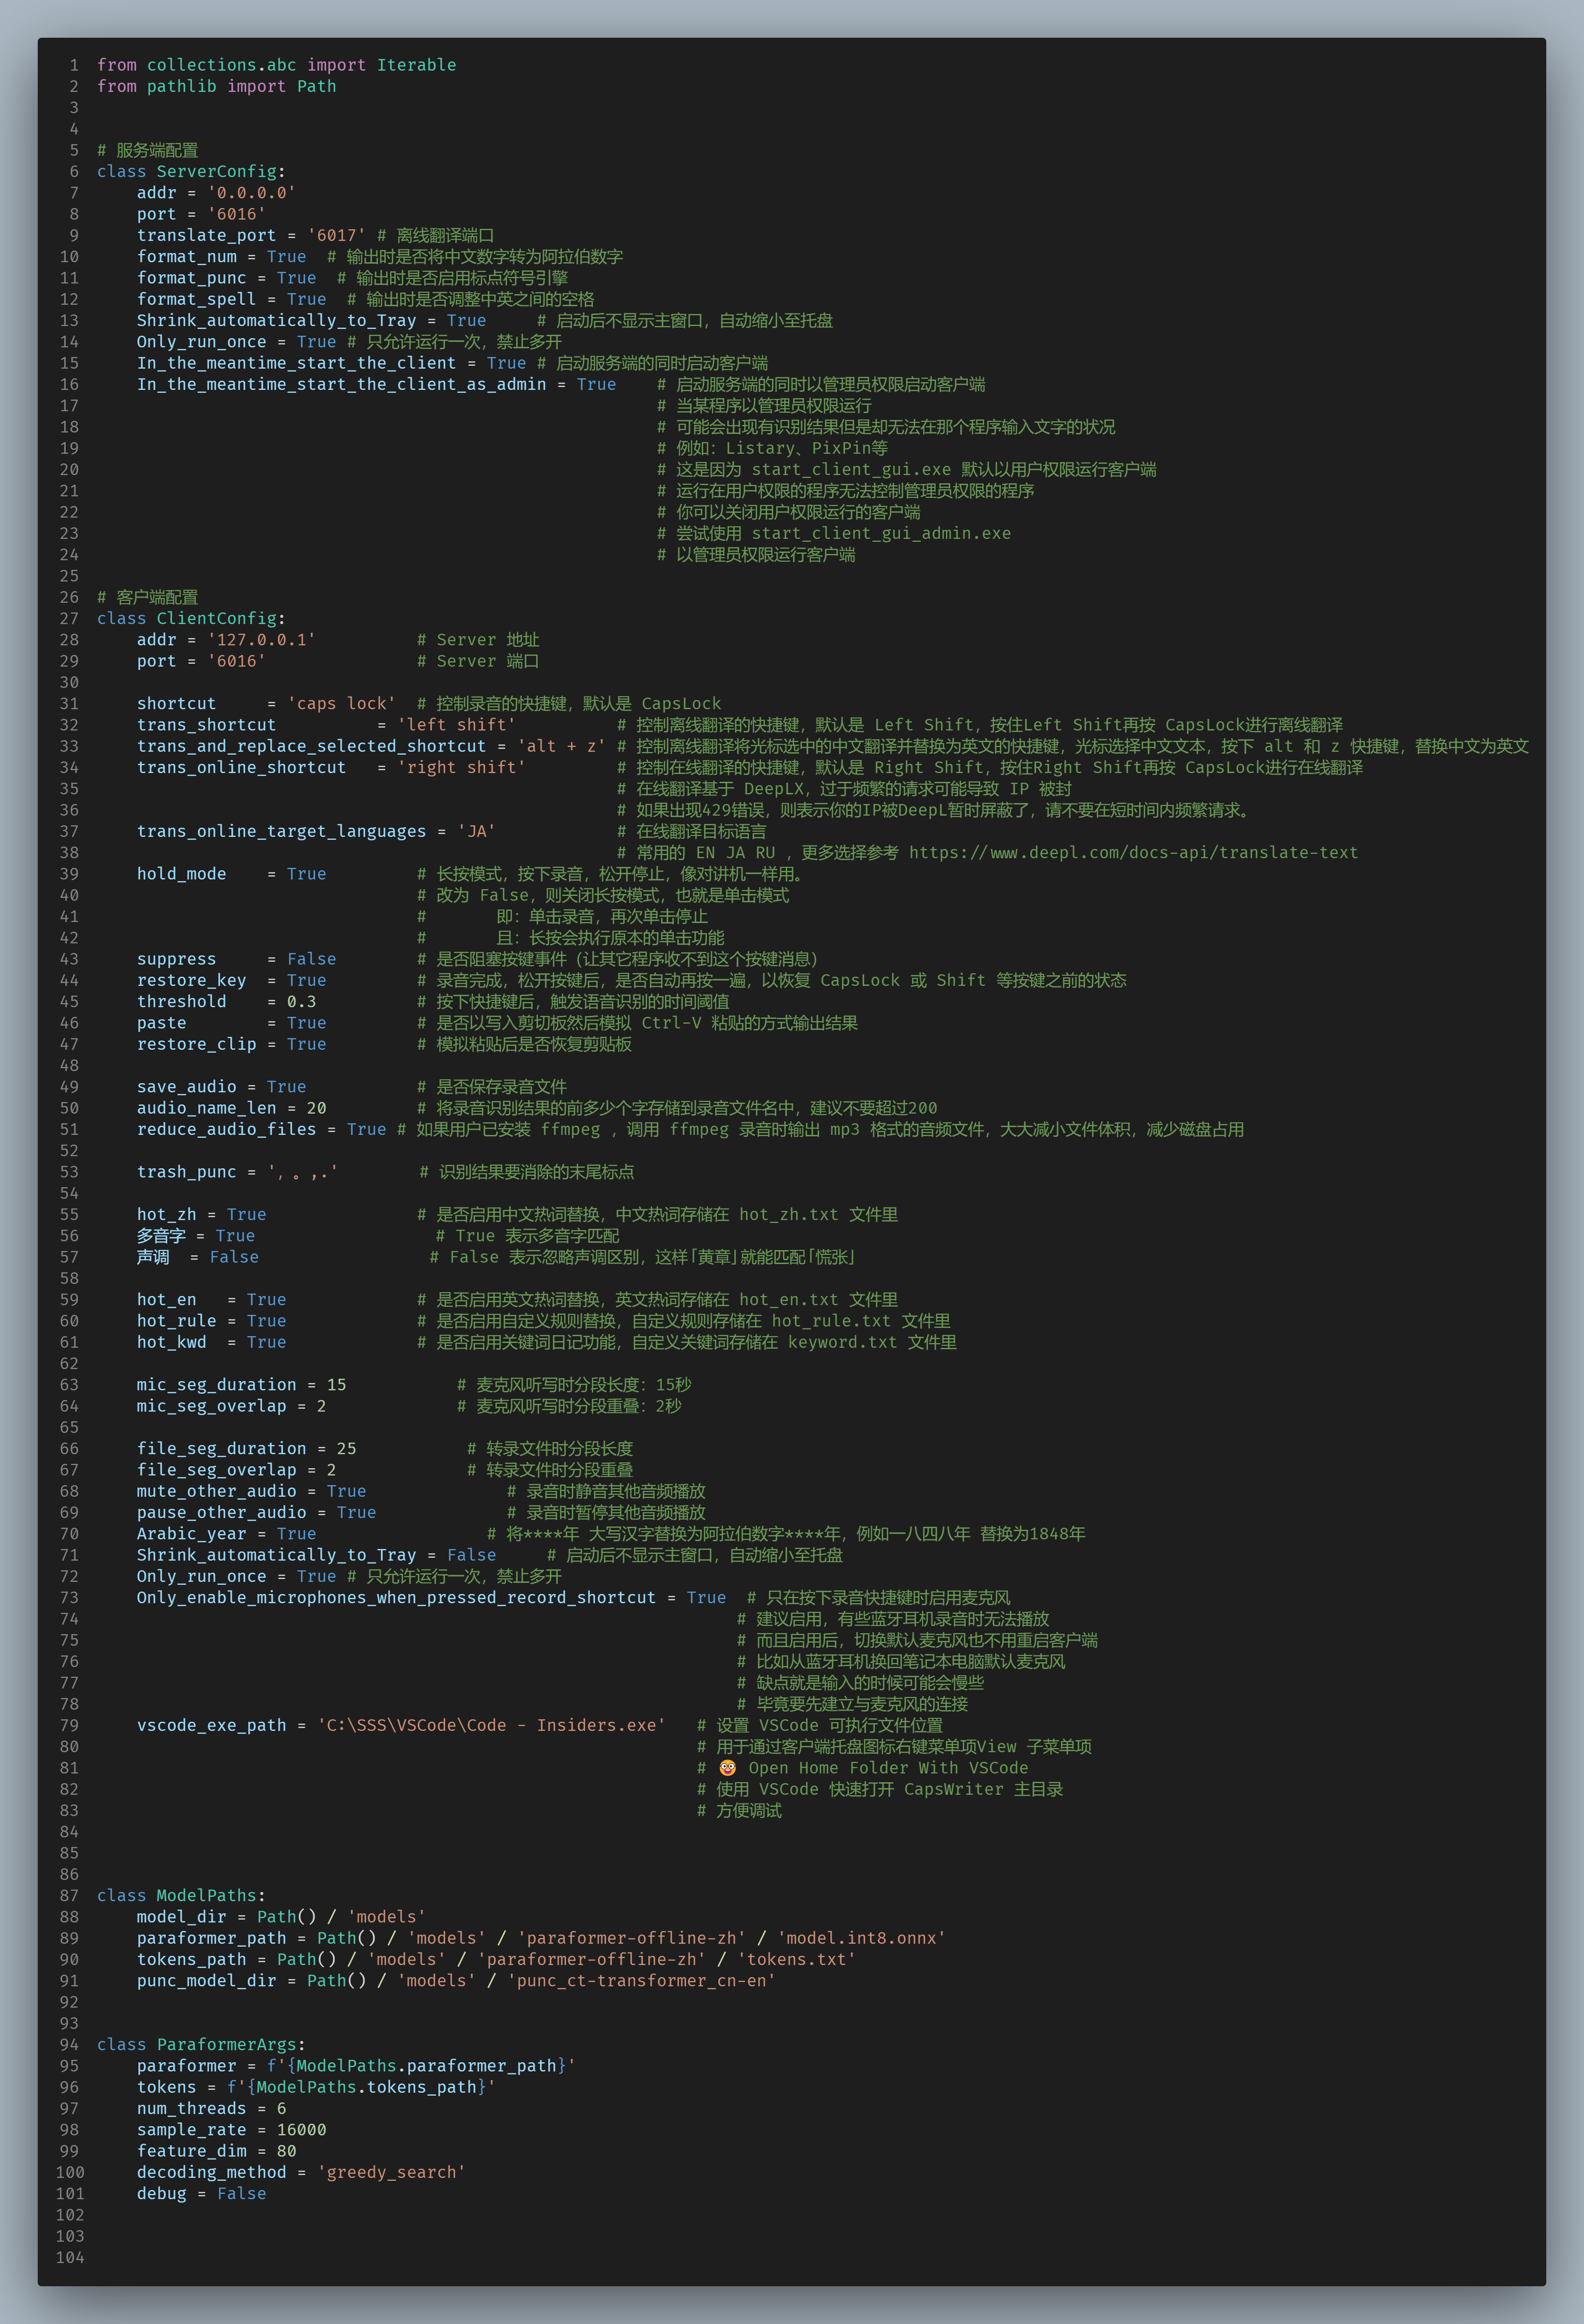 1 from collections.abc import Iterable
2 from pathlib import Path
3
4
5 # 服务端配置
6 class ServerConfig:
7     addr = '0.0.0.0'
8     port = '6016'
9     translate_port = '6017' # 离线翻译端口
10     format_num = True  # 输出时是否将中文数字转为阿拉伯数字
11     format_punc = True  # 输出时是否启用标点符号引擎
12     format_spell = True  # 输出时是否调整中英之间的空格
13     Shrink_automatically_to_Tray = True     # 启动后不显示主窗口，自动缩小至托盘
14     Only_run_once = True # 只允许运行一次，禁止多开
15     In_the_meantime_start_the_client = True # 启动服务端的同时启动客户端
16     In_the_meantime_start_the_client_as_admin = True    # 启动服务端的同时以管理员权限启动客户端
17                                                         # 当某程序以管理员权限运行
18                                                         # 可能会出现有识别结果但是却无法在那个程序输入文字的状况
19                                                         # 例如：Listary、PixPin等
20                                                         # 这是因为 start_client_gui.exe 默认以用户权限运行客户端
21                                                         # 运行在用户权限的程序无法控制管理员权限的程序
22                                                         # 你可以关闭用户权限运行的客户端
23                                                         # 尝试使用 start_client_gui_admin.exe
24                                                         # 以管理员权限运行客户端
25
26 # 客户端配置
27 class ClientConfig:
28     addr = '127.0.0.1'          # Server 地址
29     port = '6016'               # Server 端口
30
31     shortcut     = 'caps lock'  # 控制录音的快捷键，默认是 CapsLock
32     trans_shortcut          = 'left shift'          # 控制离线翻译的快捷键，默认是 Left Shift，按住Left Shift再按 CapsLock进行离线翻译
33     trans_and_replace_selected_shortcut = 'alt + z' # 控制离线翻译将光标选中的中文翻译并替换为英文的快捷键，光标选择中文文本，按下 alt 和 z 快捷键，替换中文为英文
34     trans_online_shortcut   = 'right shift'         # 控制在线翻译的快捷键，默认是 Right Shift，按住Right Shift再按 CapsLock进行在线翻译
35                                                     # 在线翻译基于 DeepLX，过于频繁的请求可能导致 IP 被封
36                                                     # 如果出现429错误，则表示你的IP被DeepL暂时屏蔽了，请不要在短时间内频繁请求。
37     trans_online_target_languages = 'JA'            # 在线翻译目标语言
38                                                     # 常用的 EN JA RU ，更多选择参考 https://www.deepl.com/docs-api/translate-text
39     hold_mode    = True         # 长按模式，按下录音，松开停止，像对讲机一样用。
40                                 # 改为 False，则关闭长按模式，也就是单击模式
41                                 #       即：单击录音，再次单击停止
42                                 #       且：长按会执行原本的单击功能
43     suppress     = False        # 是否阻塞按键事件（让其它程序收不到这个按键消息）
44     restore_key  = True         # 录音完成，松开按键后，是否自动再按一遍，以恢复 CapsLock 或 Shift 等按键之前的状态
45     threshold    = 0.3          # 按下快捷键后，触发语音识别的时间阈值
46     paste        = True         # 是否以写入剪切板然后模拟 Ctrl-V 粘贴的方式输出结果
47     restore_clip = True         # 模拟粘贴后是否恢复剪贴板
48
49     save_audio = True           # 是否保存录音文件
50     audio_name_len = 20         # 将录音识别结果的前多少个字存储到录音文件名中，建议不要超过200
51     reduce_audio_files = True # 如果用户已安装 ffmpeg ，调用 ffmpeg 录音时输出 mp3 格式的音频文件，大大减小文件体积，减少磁盘占用
52
53     trash_punc = '，。,.'        # 识别结果要消除的末尾标点
54
55     hot_zh = True               # 是否启用中文热词替换，中文热词存储在 hot_zh.txt 文件里
56     多音字 = True                  # True 表示多音字匹配
57     声调  = False                 # False 表示忽略声调区别，这样「黄章」就能匹配「慌张」
58
59     hot_en   = True             # 是否启用英文热词替换，英文热词存储在 hot_en.txt 文件里
60     hot_rule = True             # 是否启用自定义规则替换，自定义规则存储在 hot_rule.txt 文件里
61     hot_kwd  = True             # 是否启用关键词日记功能，自定义关键词存储在 keyword.txt 文件里
62
63     mic_seg_duration = 15           # 麦克风听写时分段长度：15秒
64     mic_seg_overlap = 2             # 麦克风听写时分段重叠：2秒
65
66     file_seg_duration = 25           # 转录文件时分段长度
67     file_seg_overlap = 2             # 转录文件时分段重叠
68     mute_other_audio = True              # 录音时静音其他音频播放
69     pause_other_audio = True             # 录音时暂停其他音频播放
70     Arabic_year = True                 # 将****年 大写汉字替换为阿拉伯数字****年，例如一八四八年 替换为1848年
71     Shrink_automatically_to_Tray = False     # 启动后不显示主窗口，自动缩小至托盘
72     Only_run_once = True # 只允许运行一次，禁止多开
73     Only_enable_microphones_when_pressed_record_shortcut = True  # 只在按下录音快捷键时启用麦克风
74                                                                 # 建议启用，有些蓝牙耳机录音时无法播放
75                                                                 # 而且启用后，切换默认麦克风也不用重启客户端
76                                                                 # 比如从蓝牙耳机换回笔记本电脑默认麦克风
77                                                                 # 缺点就是输入的时候可能会慢些
78                                                                 # 毕竟要先建立与麦克风的连接
79     vscode_exe_path = 'C:\SSS\VSCode\Code - Insiders.exe'   # 设置 VSCode 可执行文件位置
80                                                             # 用于通过客户端托盘图标右键菜单项View 子菜单项
81                                                             # 🤓 Open Home Folder With VSCode
82                                                             # 使用 VSCode 快速打开 CapsWriter 主目录
83                                                             # 方便调试
84
85
86
87 class ModelPaths:
88     model_dir = Path() / 'models'
89     paraformer_path = Path() / 'models' / 'paraformer-offline-zh' / 'model.int8.onnx'
90     tokens_path = Path() / 'models' / 'paraformer-offline-zh' / 'tokens.txt'
91     punc_model_dir = Path() / 'models' / 'punc_ct-transformer_cn-en'
92
93
94 class ParaformerArgs:
95     paraformer = f'{ModelPaths.paraformer_path}'
96     tokens = f'{ModelPaths.tokens_path}'
97     num_threads = 6
98     sample_rate = 16000
99     feature_dim = 80
100     decoding_method = 'greedy_search'
101     debug = False
102
103
104